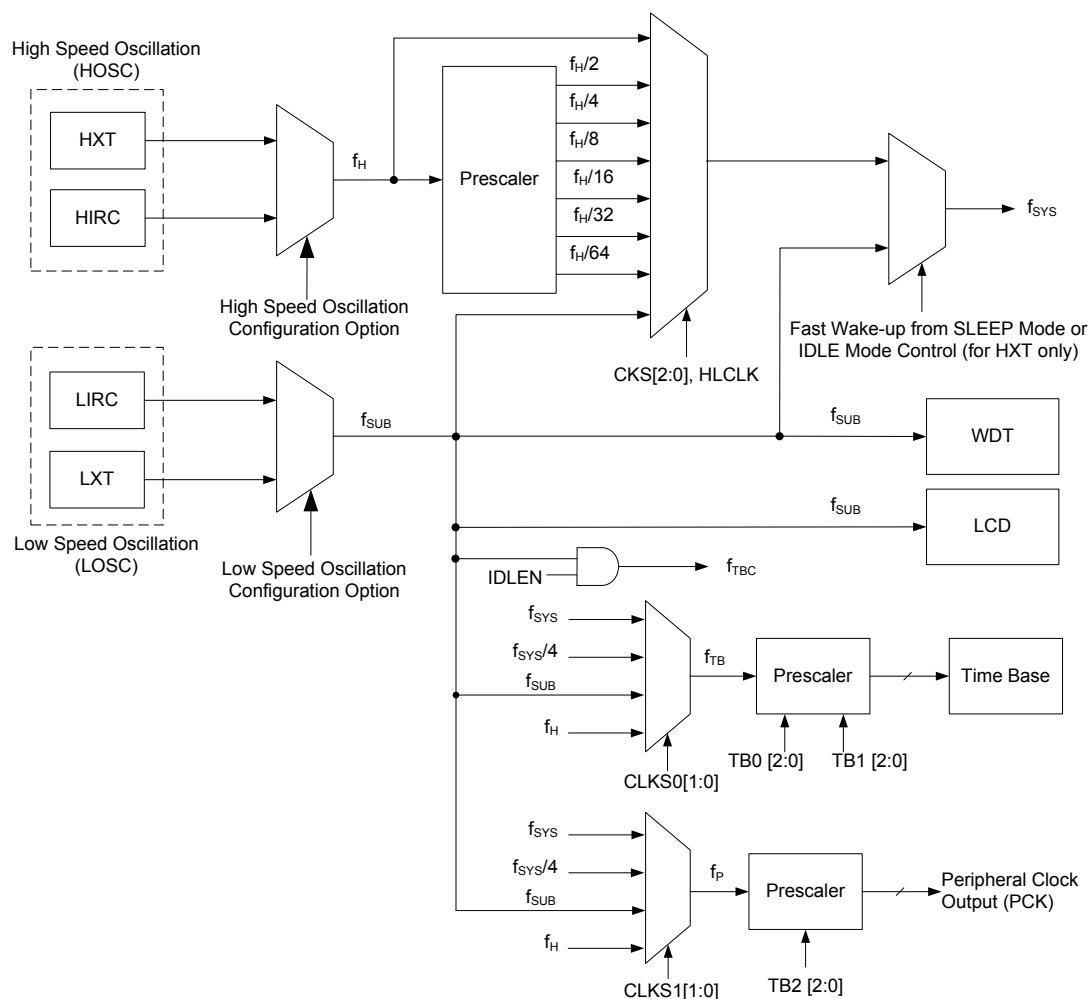 High Speed Oscillation
(HOSC)
HXT
HIRC
fH
High Speed Oscillation
Configuration Option
Prescaler
fH/2
fH/4
fH/8
fH/16
fH/32
fH/64
CKS[2:0], HLCLK
fSYS
Fast Wake-up from SLEEP Mode or
IDLE Mode Control (for HXT only)
LIRC
LXT
Low Speed Oscillation
(LOSC)
fSUB
Low Speed Oscillation
Configuration Option
fSUB
WDT
fSUB
LCD
IDLEN
fTBC
fSYS
fSYS/4
fSUB
fH
CLKS0[1:0]
fTB
Prescaler
TB0 [2:0]
TB1 [2:0]
Time Base
fSYS
fSYS/4
fSUB
fH
CLKS1[1:0]
fP
Prescaler
TB2 [2:0]
Peripheral Clock
Output (PCK)